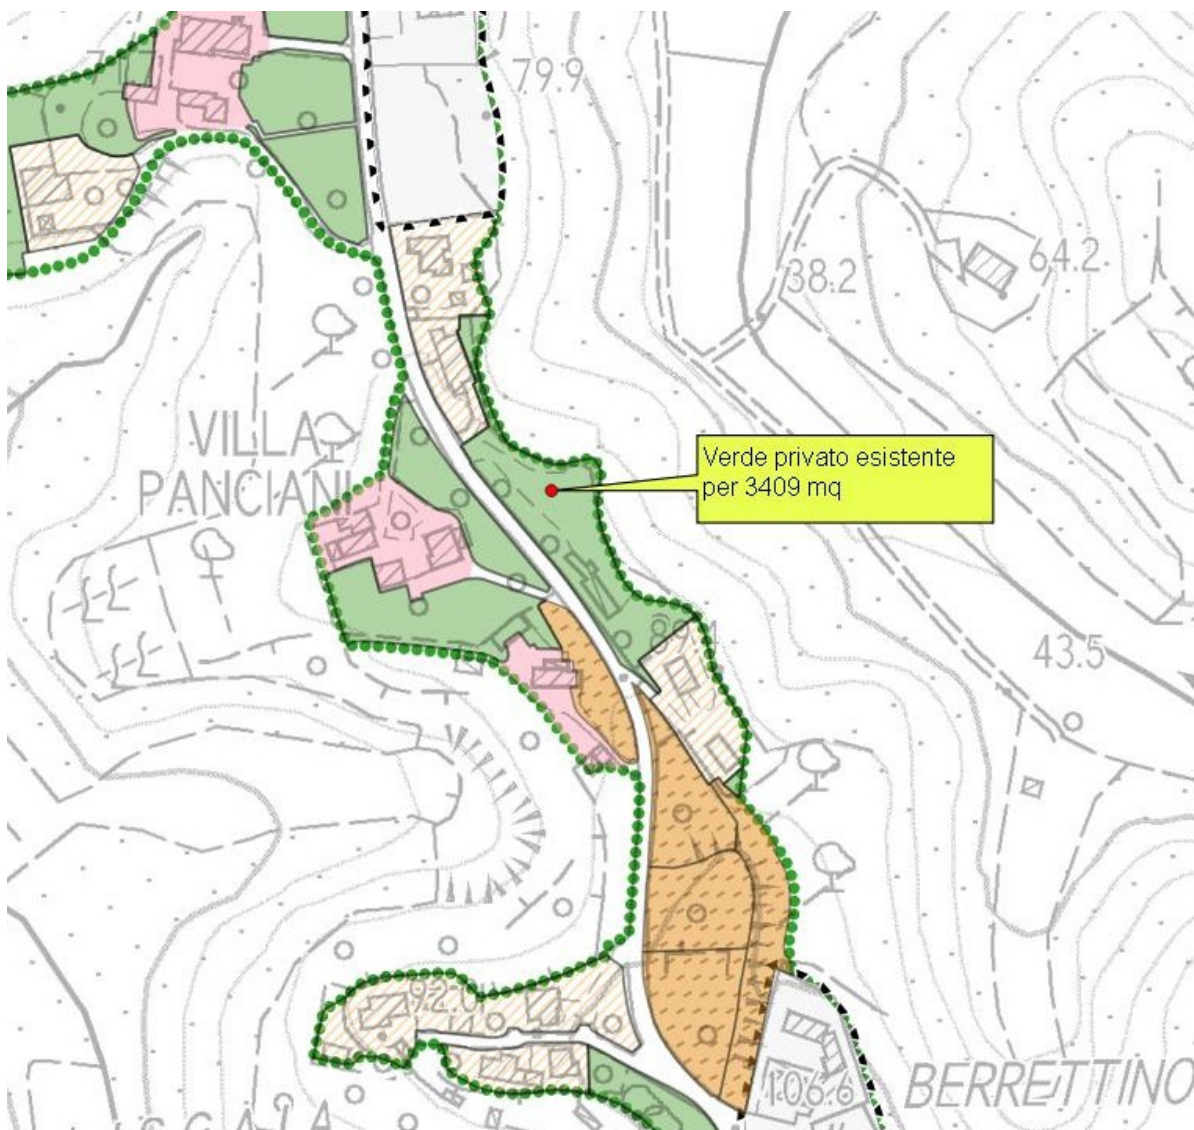 79.9
64.2
38.2
VILLA
PANCIANI
Verde privato esistente
per 3409 mq
43.5
92.0
106.6
BERRETTINO